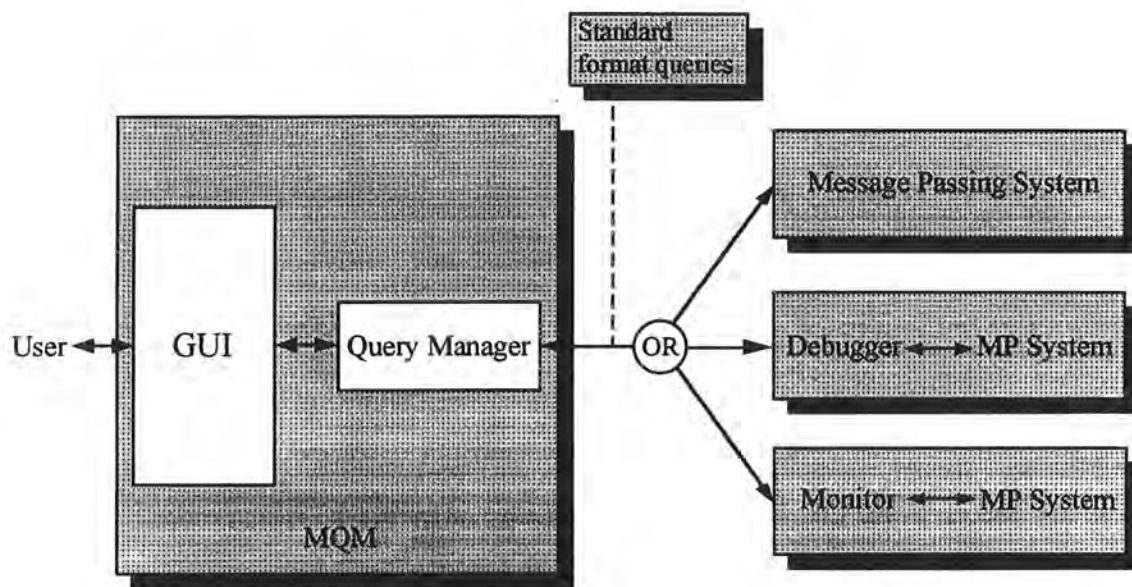 Standard
format queries
Message Passing System
User
GUI
Query Manager
OR
Debugger
MP System
Monitor
MP System
MQM